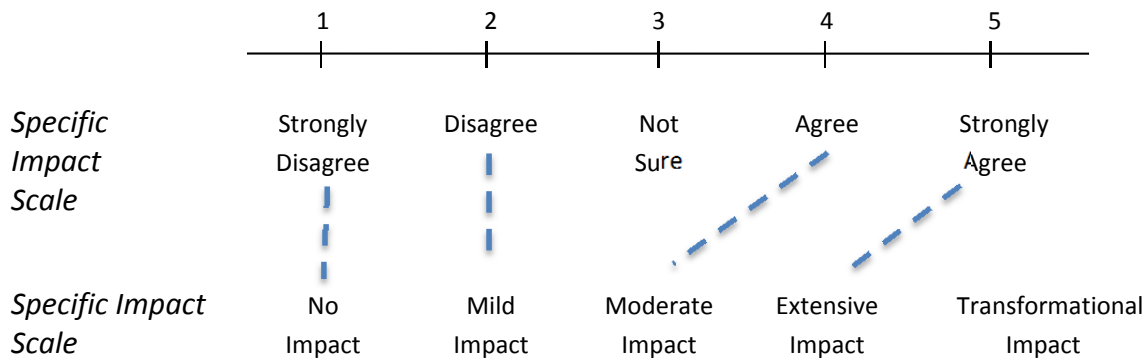 1 2 3 4 5
Specific Strongly Disagree Not Agree Strongly
Impact Disagree Sure Agree
Scale
Specific Impact No Mild Moderate Extensive Transformational
Scale Impact Impact Impact Impact Impact